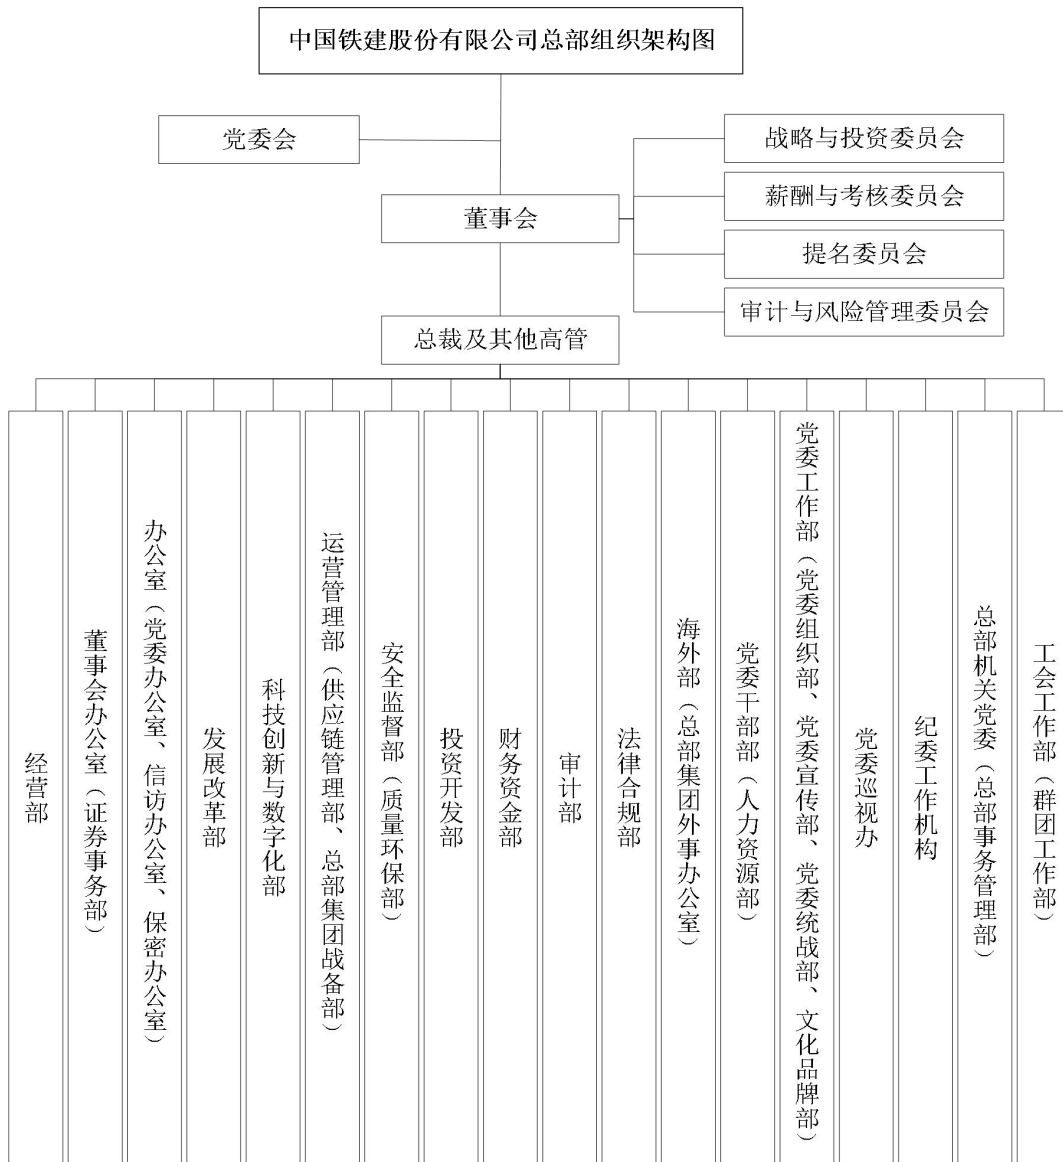 中国铁建股份有限公司总部组织架构图
党委会
战略与投资委员会
薪酬与考核委员会
董事会
提名委员会
审计与风险管理委员会
总裁及其他高管
经营部
董事会办公室（证券事务部）
办公室（党委办公室、信访办公室、保密办公室）
发展改革部
科技创新与数字化部
运营管理部（供应链管理部、总部集团战备部）
安全监督部（质量环保部）
投资开发部
财务资金部
审计部
法律合规部
海外部（总部集团外事办公室）
党委干部部（人力资源部）
党委工作部（党委组织部、党委宣传部、党委统战部、文化品牌部）
党委巡视办
纪委工作机构
总部机关党委（总部事务管理部）
工会工作部（群团工作部）